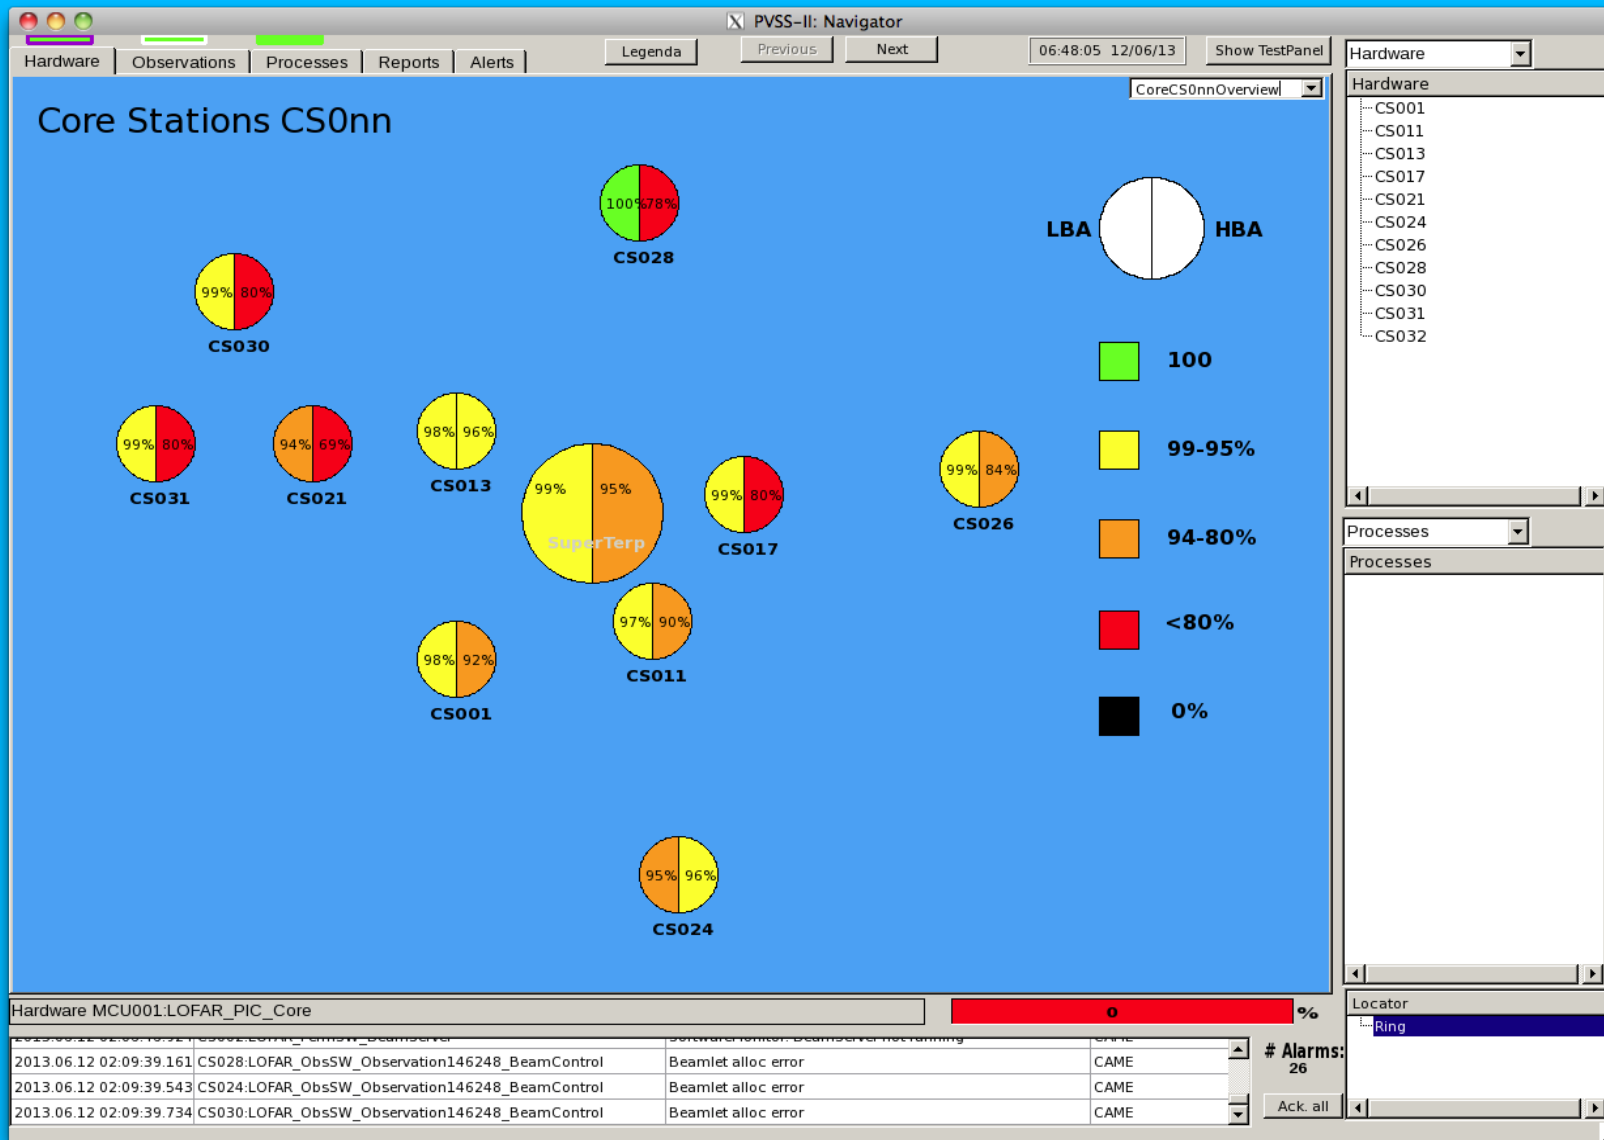 PVSS-II: Navigator
Hardware Observations Processes Reports Alerts
Legenda Previous Next 06:48:05 12/06/13 Show TestPanel
CoreCS0nnOverview
Core Stations CS0nn
100% 78%
CS028
LBA HBA
99% 80%
CS030
100
99% 80%
CS031
94% 69%
CS021
98% 96%
CS013
99% 95%
SuperTerp
99% 80%
CS017
99% 84%
CS026
99-95%
94-80%
97% 90%
CS011
<80%
98% 92%
CS001
0%
95% 96%
CS024
Hardware
Hardware
CS001
CS011
CS013
CS017
CS021
CS024
CS026
CS028
CS030
CS031
CS032
Processes
Processes
Locator
Ring
Hardware MCU001:LOFAR_PIC_Core
0 %
2013.06.12 02:09:39.161 CS028:LOFAR_ObsSW_Observation146248_BeamControl Beamlet alloc error CAME
2013.06.12 02:09:39.543 CS024:LOFAR_ObsSW_Observation146248_BeamControl Beamlet alloc error CAME
2013.06.12 02:09:39.734 CS030:LOFAR_ObsSW_Observation146248_BeamControl Beamlet alloc error CAME
# Alarms:
26
Ack. all